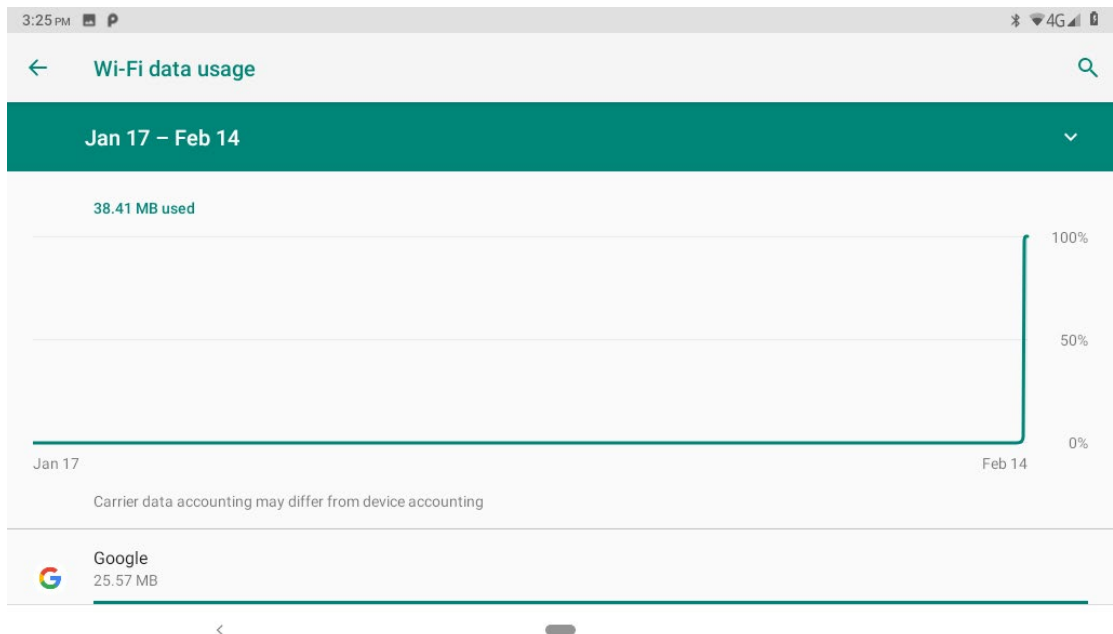 3:25 PM
4G
Wi-Fi data usage
Jan 17 – Feb 14
38.41 MB used
100%
50%
0%
Jan 17
Feb 14
Carrier data accounting may differ from device accounting
Google
25.57 MB